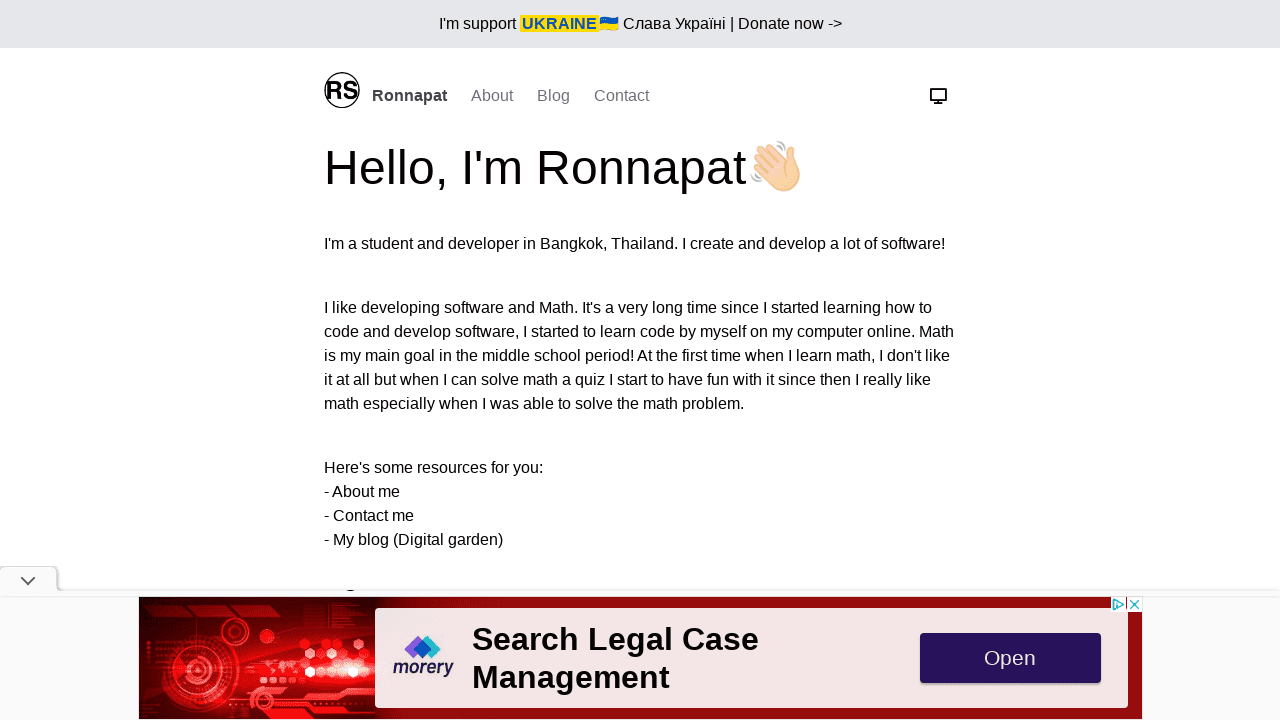 I'm support UKRAINE🇺🇦 Слава Україні | Donate now ->
RS Ronnapat About Blog Contact
Hello, I'm Ronnapat👋🏻
I'm a student and developer in Bangkok, Thailand. I create and develop a lot of software!
I like developing software and Math. It's a very long time since I started learning how to
code and develop software, I started to learn code by myself on my computer online. Math
is my main goal in the middle school period! At the first time when I learn math, I don't like
it at all but when I can solve math a quiz I start to have fun with it since then I really like
math especially when I was able to solve the math problem.
Here's some resources for you:
- About me
- Contact me
- My blog (Digital garden)
morery
Search Legal Case
Management
Open